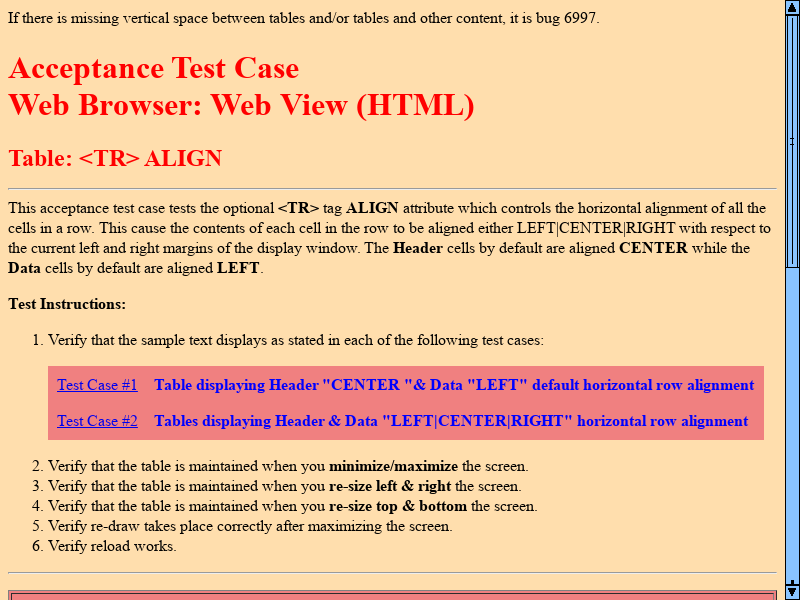 If there is missing vertical space between tables and/or tables and other content, it is bug 6997.
Acceptance Test Case
Web Browser: Web View (HTML)
Table: <TR> ALIGN
This acceptance test case tests the optional <TR> tag ALIGN attribute which controls the horizontal alignment of all the
cells in a row. This cause the contents of each cell in the row to be aligned either LEFT|CENTER|RIGHT with respect to
the current left and right margins of the display window. The Header cells by default are aligned CENTER while the
Data cells by default are aligned LEFT.
Test Instructions:
1. Verify that the sample text displays as stated in each of the following test cases:
Test Case #1 Table displaying Header "CENTER "& Data "LEFT" default horizontal row alignment
Test Case #2 Tables displaying Header & Data "LEFT|CENTER|RIGHT" horizontal row alignment
2. Verify that the table is maintained when you minimize/maximize the screen.
3. Verify that the table is maintained when you re-size left & right the screen.
4. Verify that the table is maintained when you re-size top & bottom the screen.
5. Verify re-draw takes place correctly after maximizing the screen.
6. Verify reload works.